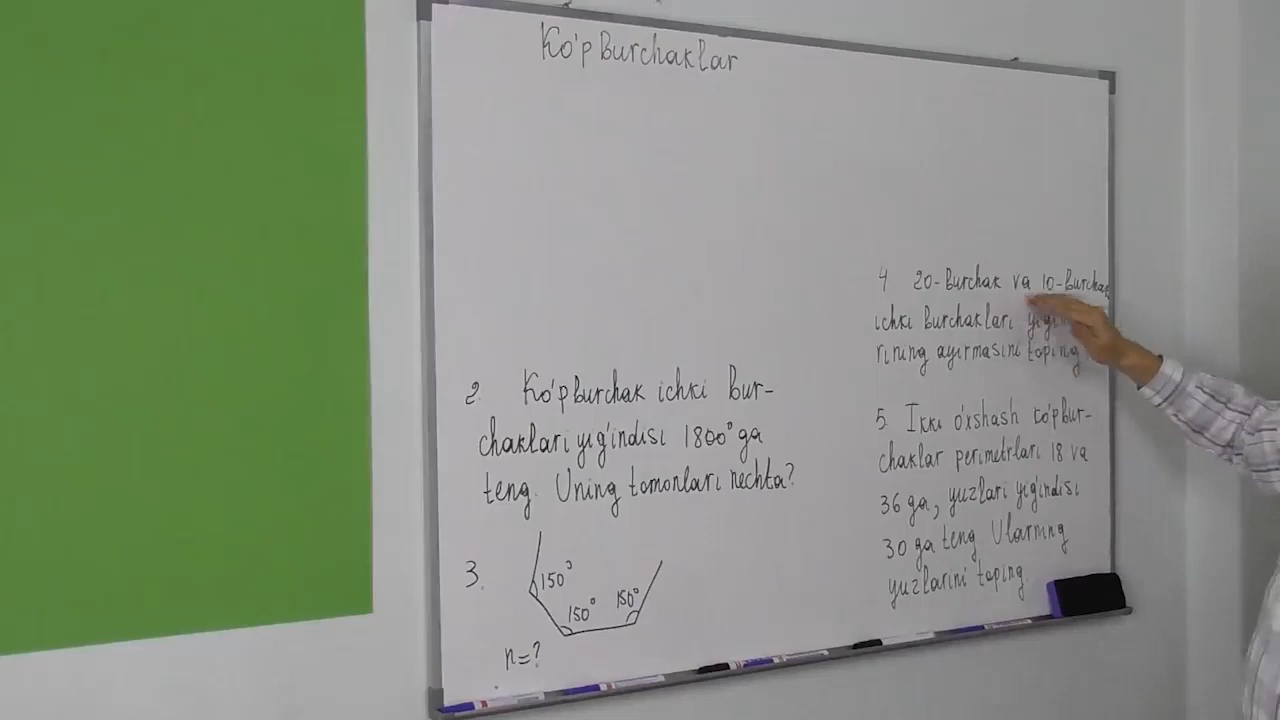 Ko'pburchaklar
2. Ko'pburchak ichki bur-
chaklari yig'indisi 1800° ga
teng. Uning tomonlari nechta?
3.
150°
150°
150°
n=?
4 20-burchak va 10-burchak
ichki burchaklari
rining ayirmasini toping
5. Ikki o'xshash ko'pbur-
chaklar perimetrlari 18 va
36 ga, yuzlari yig'indisi
30 ga teng Ularning
yuzlarini toping.